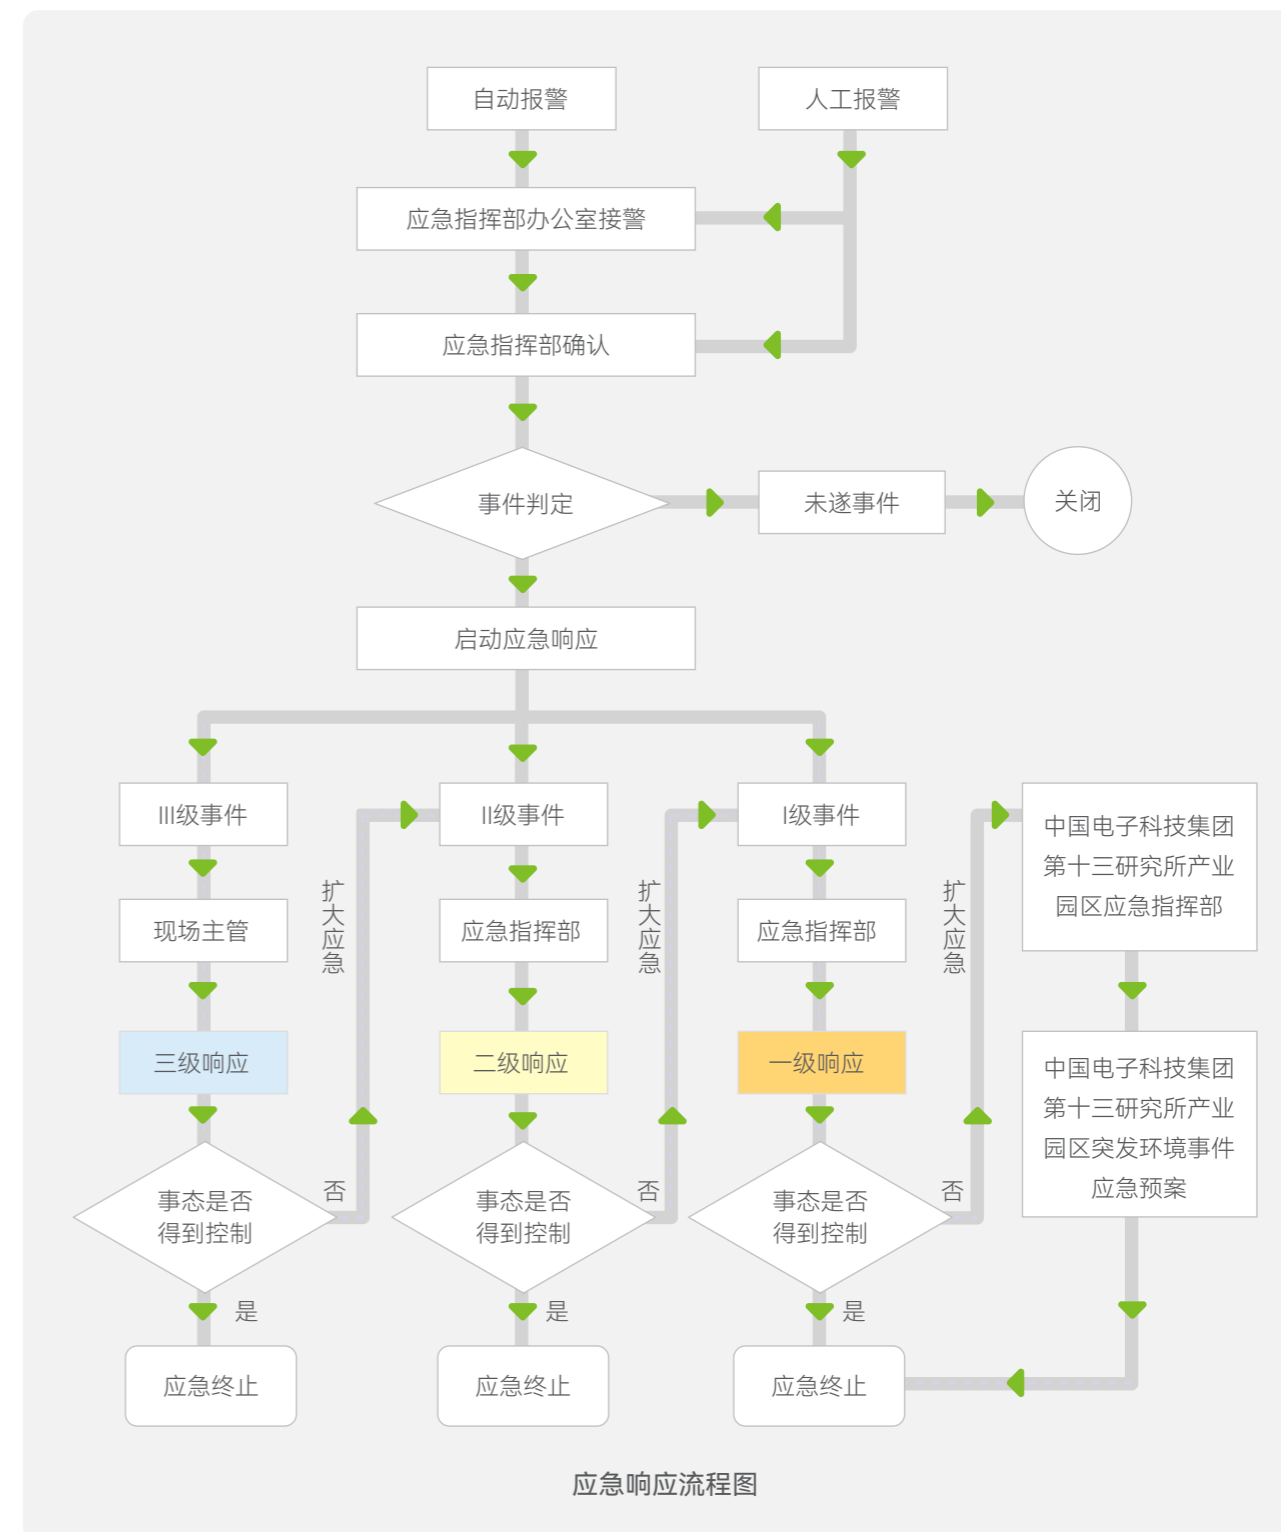 自动报警
人工报警
应急指挥部办公室接警
应急指挥部确认
事件判定
未遂事件
关闭
启动应急响应
III级事件
II级事件
I级事件
中国电子科技集团
第十三研究所产业
园区应急指挥部
现场主管
扩大应急
应急指挥部
扩大应急
应急指挥部
扩大应急
三级响应
二级响应
一级响应
中国电子科技集团
第十三研究所产业
园区突发环境事件
应急预案
事态是否
得到控制
否
事态是否
得到控制
否
事态是否
得到控制
否
是
是
是
应急终止
应急终止
应急终止
应急响应流程图